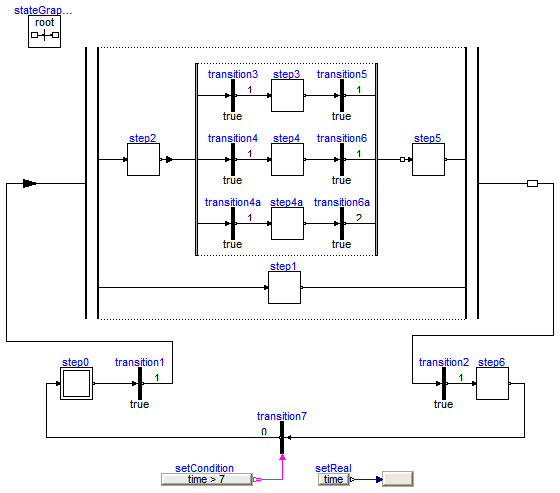 stateGrap...
root
transition3 step3 transition5
1 1
true true
transition4 step4 transition6
step2 step5
1 1
true true
transition4a step4a transition6a
1 2
true true
step1
step0 transition1 transition2 step6
1 1
true true
transition7
0
setCondition setReal
time > 7 time